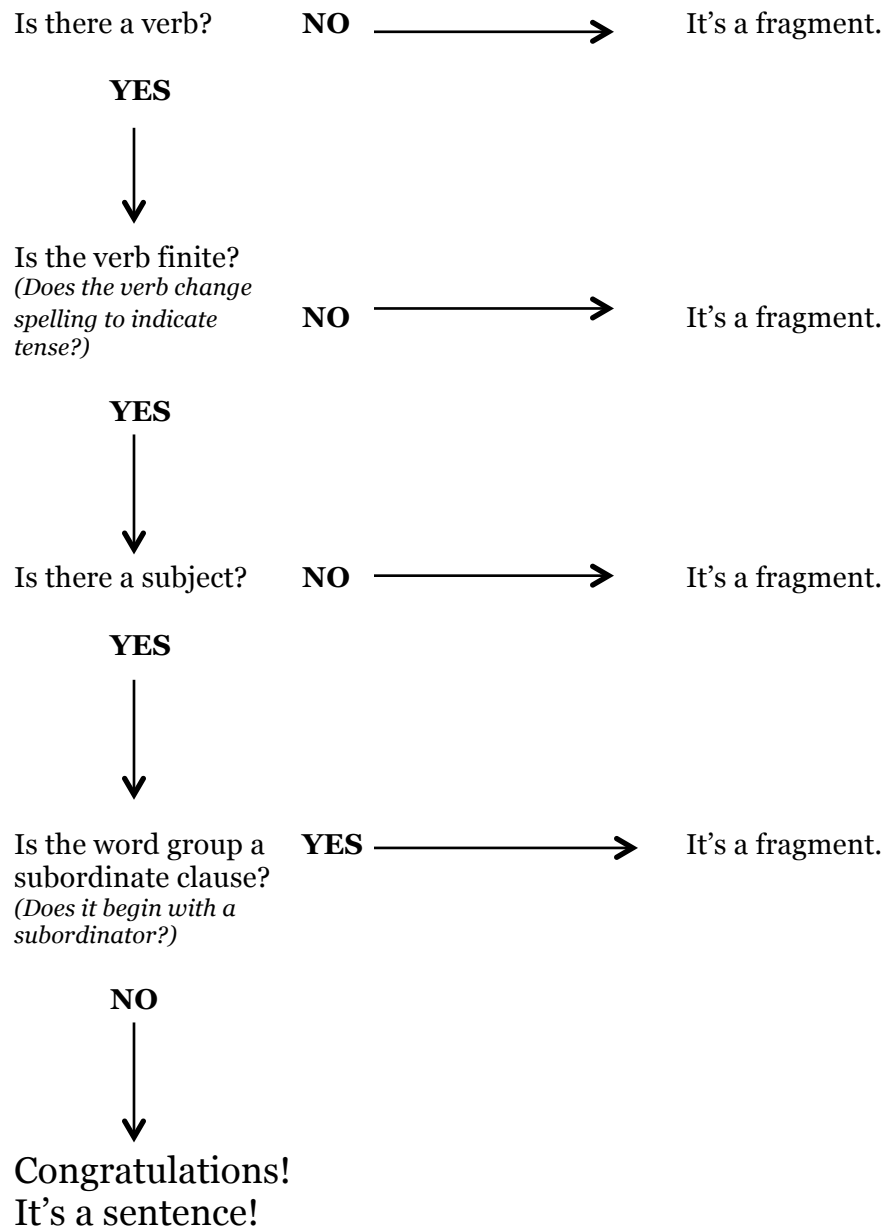 Is there a verb? NO It’s a fragment.
YES
Is the verb finite?
(Does the verb change
spelling to indicate NO It’s a fragment.
tense?)
YES
Is there a subject? NO It’s a fragment.
YES
Is the word group a YES It’s a fragment.
subordinate clause?
(Does it begin with a
subordinator?)
NO
Congratulations!
It’s a sentence!